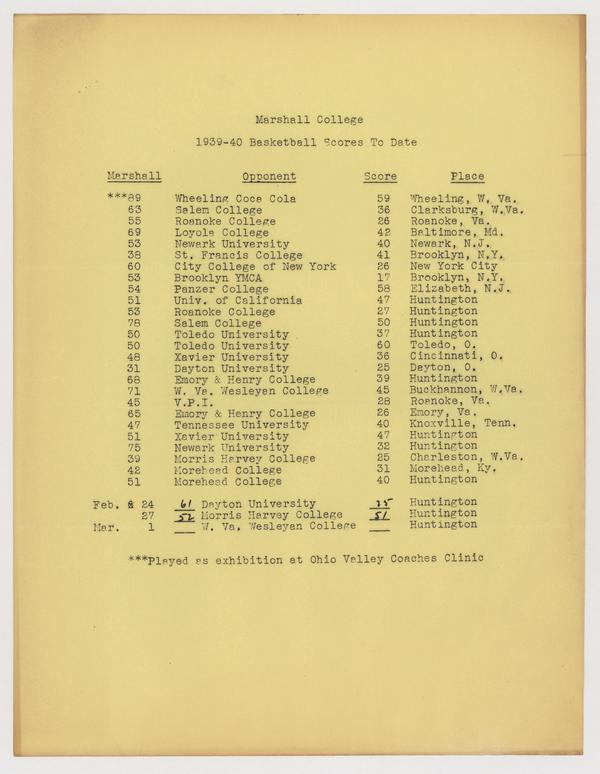 Marshall College
1939-40 Basketball Scores To Date
Marshall Opponent Score Place
***89 Wheeling Coca Cola 59 Wheeling, W. Va.
63 Salem College 36 Clarksburg, W.Va.
55 Roanoke College 26 Roanoke, Va.
69 Loyola College 42 Baltimore, Md.
53 Newark University 40 Newark, N.J.
38 St. Francis College 41 Brooklyn, N.Y.
60 City College of New York 26 New York City
53 Brooklyn YMCA 17 Brooklyn, N.Y.
54 Panzer College 58 Elizabeth, N.J.
51 Univ. of California 47 Huntington
53 Roanoke College 27 Huntington
78 Salem College 50 Huntington
50 Toledo University 37 Huntington
50 Toledo University 60 Toledo, O.
48 Xavier University 36 Cincinnati, O.
31 Dayton University 25 Dayton, O.
68 Emory & Henry College 39 Huntington
71 W. Va. Wesleyan College 45 Buckhannon, W.Va.
45 V.P.I. 28 Roanoke, Va.
65 Emory & Henry College 26 Emory, Va.
47 Tennessee University 40 Knoxville, Tenn.
51 Xavier University 47 Huntington
75 Newark University 32 Huntington
39 Morris Harvey College 25 Charleston, W.Va.
42 Morehead College 31 Morehead, Ky.
51 Morehead College 40 Huntington
Feb. 24 61 Dayton University 35 Huntington
27 52 Morris Harvey College 51 Huntington
Mar. 1 ___ W. Va. Wesleyan College ___ Huntington
***Played as exhibition at Ohio Valley Coaches Clinic